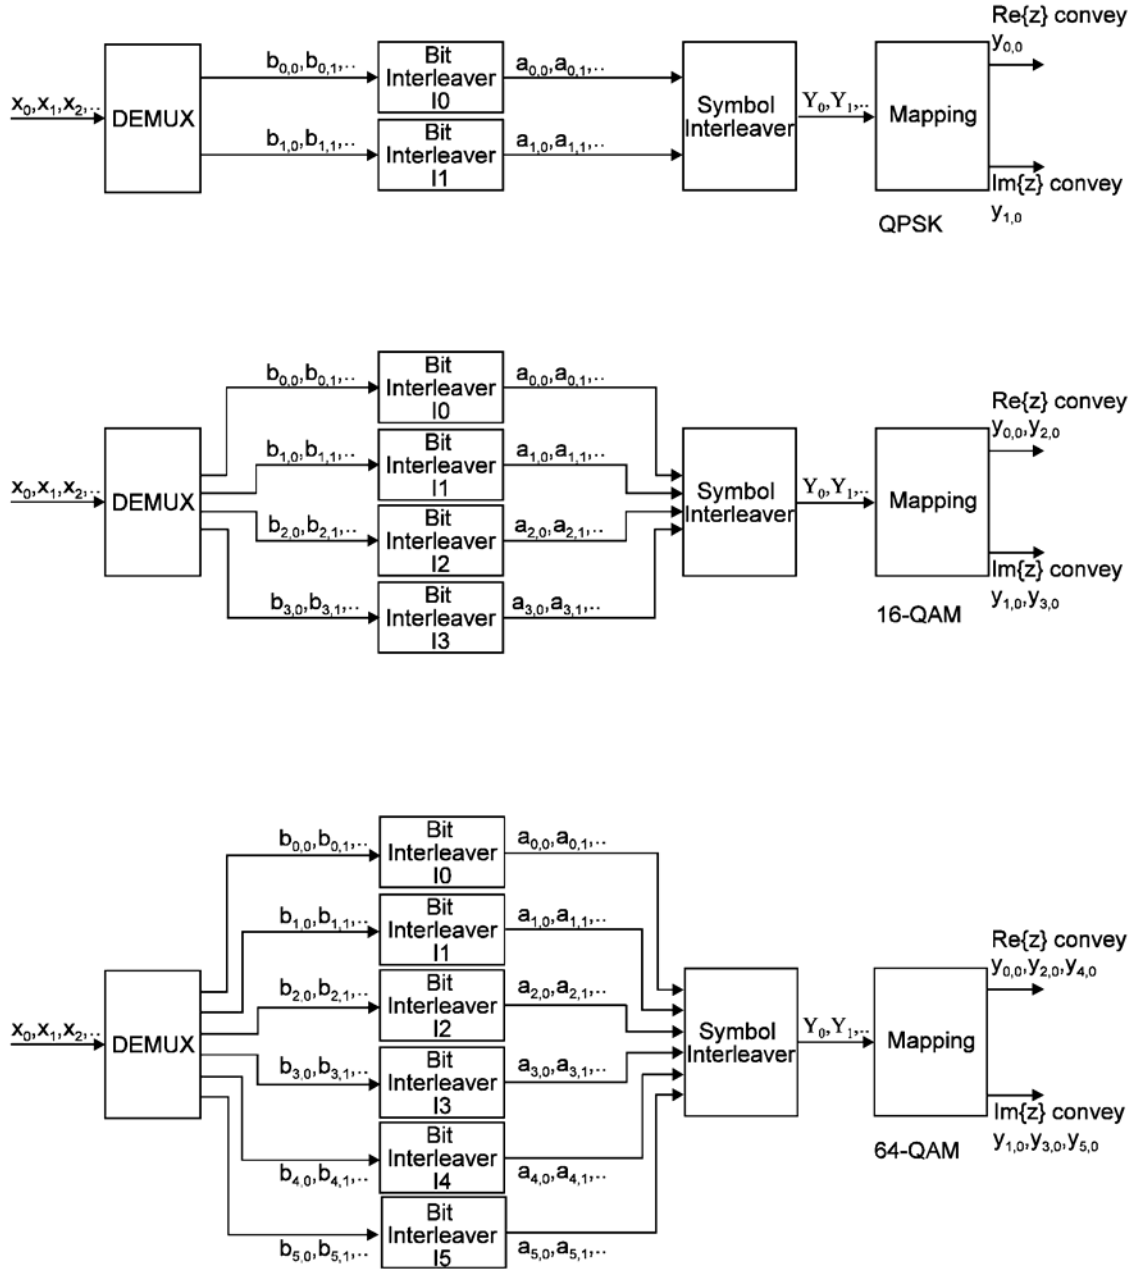 x0,x1,x2,..
DEMUX
b0,0,b0,1,..
Bit
Interleaver
I0
a0,0,a0,1,..
b1,0,b1,1,..
Bit
Interleaver
I1
a1,0,a1,1,..
Symbol
Interleaver
Y0,Y1,..
Mapping
Re{z} convey
y0,0
Im{z} convey
y1,0
QPSK
x0,x1,x2,..
DEMUX
b0,0,b0,1,..
Bit
Interleaver
I0
a0,0,a0,1,..
b1,0,b1,1,..
Bit
Interleaver
I1
a1,0,a1,1,..
b2,0,b2,1,..
Bit
Interleaver
I2
a2,0,a2,1,..
b3,0,b3,1,..
Bit
Interleaver
I3
a3,0,a3,1,..
Symbol
Interleaver
Y0,Y1,..
Mapping
Re{z} convey
y0,0,y2,0
Im{z} convey
y1,0,y3,0
16-QAM
x0,x1,x2,..
DEMUX
b0,0,b0,1,..
Bit
Interleaver
I0
a0,0,a0,1,..
b1,0,b1,1,..
Bit
Interleaver
I1
a1,0,a1,1,..
b2,0,b2,1,..
Bit
Interleaver
I2
a2,0,a2,1,..
b3,0,b3,1,..
Bit
Interleaver
I3
a3,0,a3,1,..
b4,0,b4,1,..
Bit
Interleaver
I4
a4,0,a4,1,..
b5,0,b5,1,..
Bit
Interleaver
I5
a5,0,a5,1,..
Symbol
Interleaver
Y0,Y1,..
Mapping
Re{z} convey
y0,0,y2,0,y4,0
Im{z} convey
y1,0,y3,0,y5,0
64-QAM